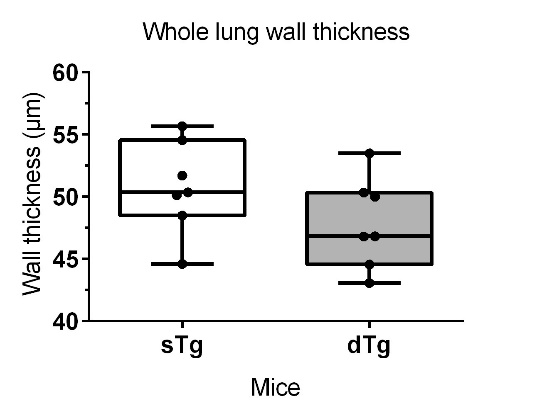 Whole lung wall thickness
Wall thickness (µm)
60
55
50
45
40
sTg dTg
Mice